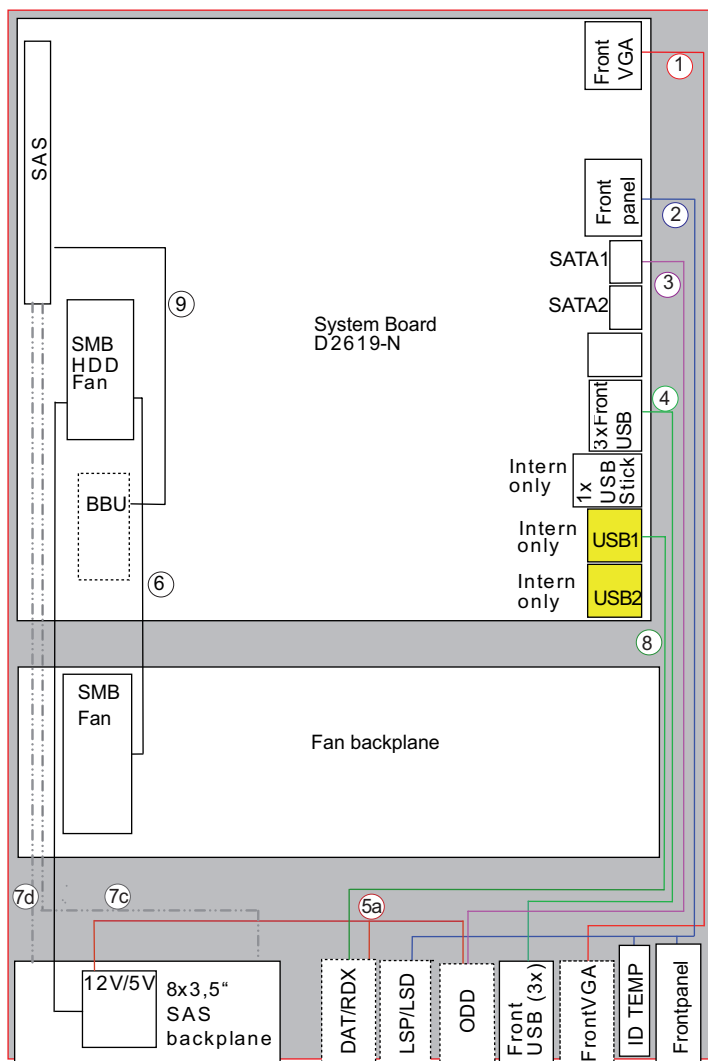 Front
VGA
1
SAS
Front
panel
2
SATA1
3
SATA2
9
System Board
D2619-N
SMB
HDD
Fan
4
3xFront
USB
Intern
only
1x
USB
Stick
BBU
Intern
only
USB1
6
Intern
only
USB2
8
SMB
Fan
Fan backplane
7d
7c
5a
12V/5V
8x3,5“
SAS
backplane
DAT/RDX
LSP/LSD
ODD
Front
USB (3x)
FrontVGA
ID TEMP
Frontpanel